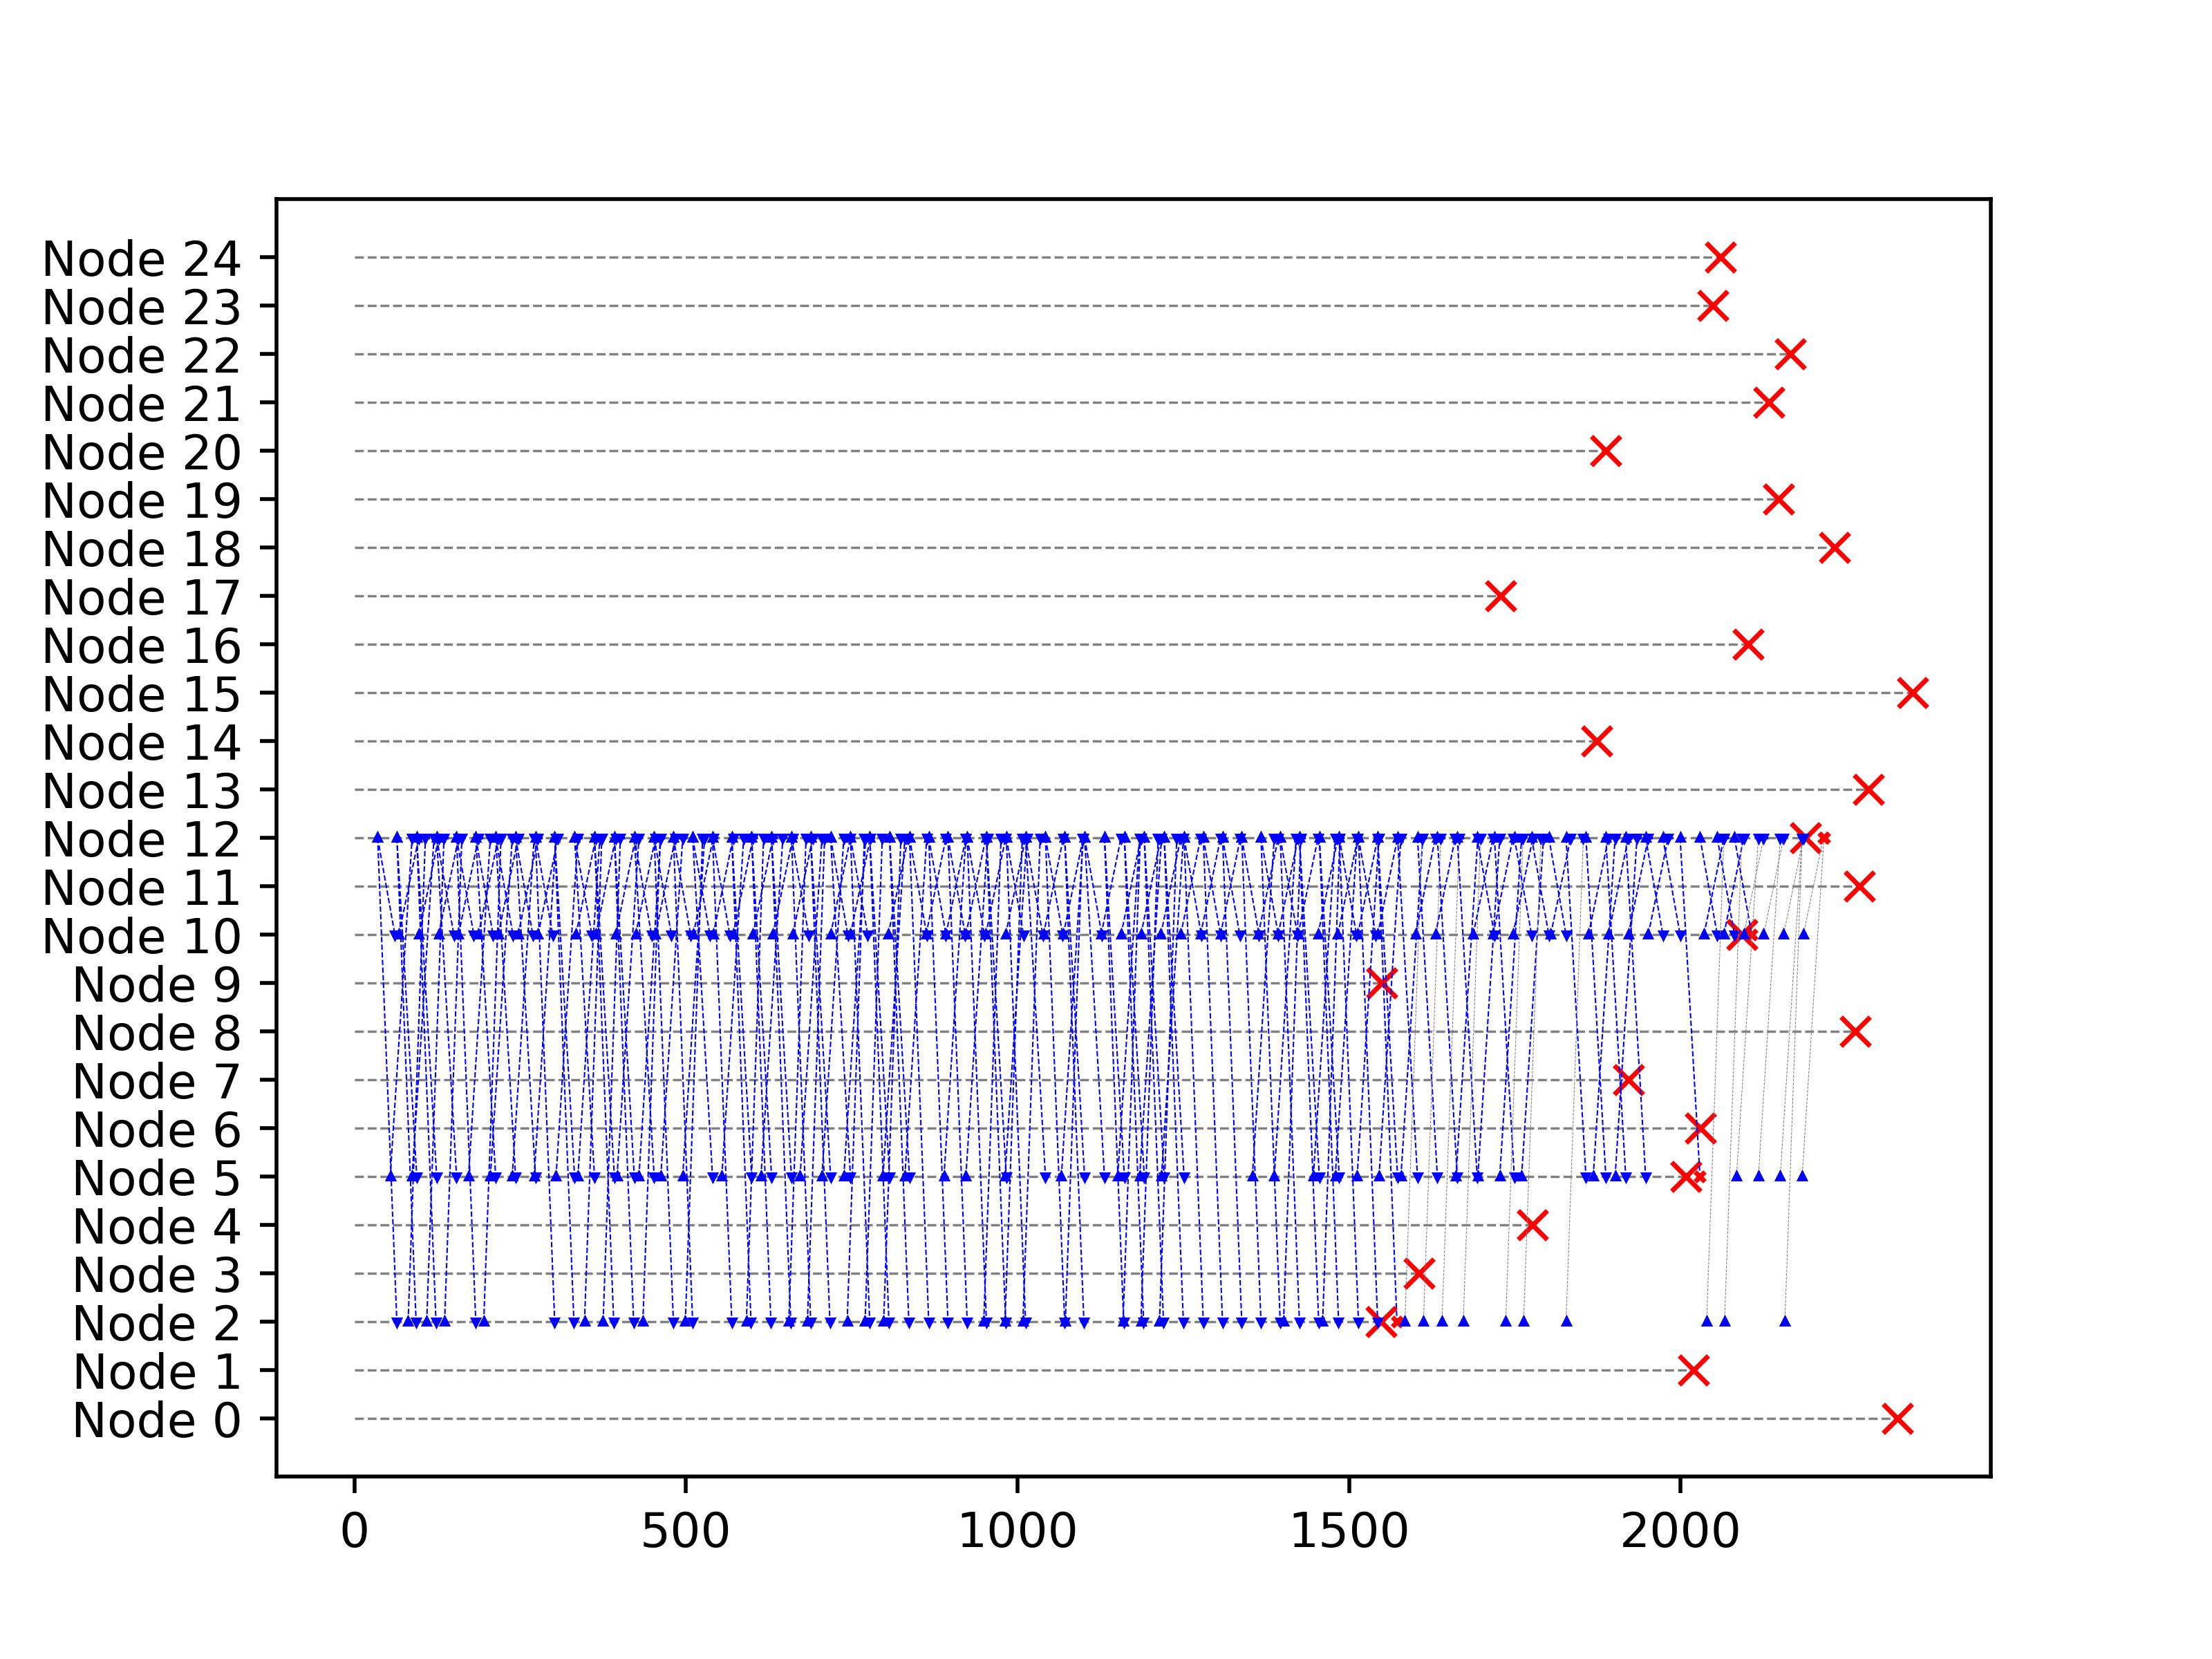 Node 24
Node 23
Node 22
Node 21
Node 20
Node 19
Node 18
Node 17
Node 16
Node 15
Node 14
Node 13
Node 12
Node 11
Node 10
Node 9
Node 8
Node 7
Node 6
Node 5
Node 4
Node 3
Node 2
Node 1
Node 0
0 500 1000 1500 2000